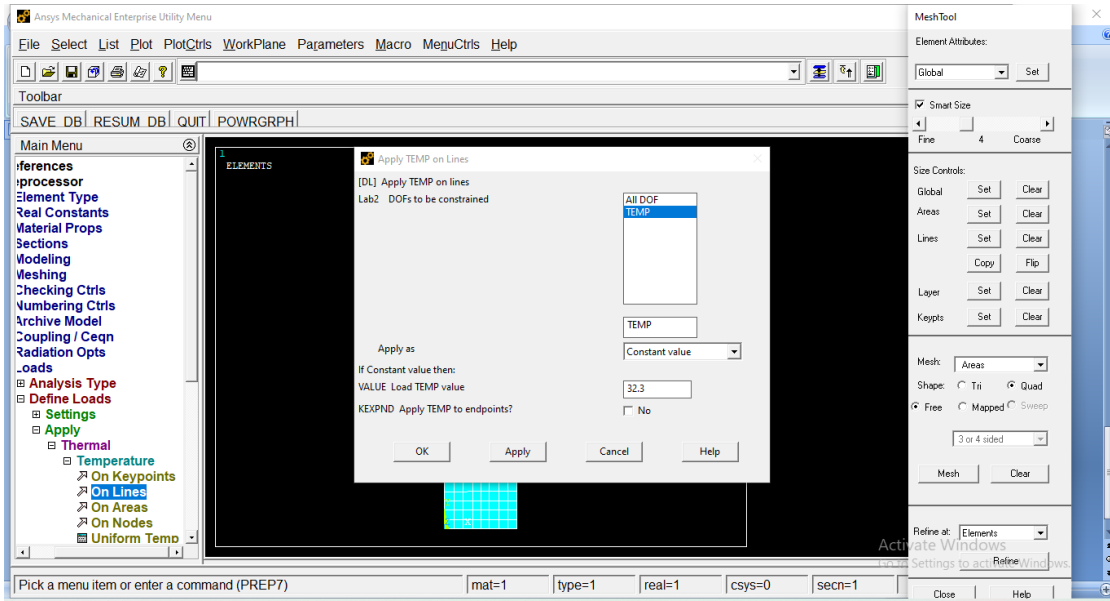 Ansys Mechanical Enterprise Utility Menu
File Select List Plot PlotCtrls WorkPlane Parameters Macro MenuCtrls Help
Toolbar
SAVE_DB RESUM_DB QUIT POWRGRPH
Main Menu
eferences
eprocessor
Element Type
Real Constants
Material Props
Sections
Modeling
Meshing
Checking Ctrls
Numbering Ctrls
Archive Model
Coupling / Ceqn
Radiation Opts
Loads
Analysis Type
Define Loads
Settings
Apply
Thermal
Temperature
On Keypoints
On Lines
On Areas
On Nodes
Uniform Temp
1
ELEMENTS
X
Apply TEMP on Lines
[DL] Apply TEMP on lines
Lab2 DOFs to be constrained
All DOF
TEMP
TEMP
Apply as
Constant value
If Constant value then:
VALUE Load TEMP value
32.3
KEXPND Apply TEMP to endpoints?
No
OK Apply Cancel Help
Pick a menu item or enter a command (PREP7)
mat=1 type=1 real=1 csys=0 secn=1
MeshTool
Element Attributes:
Global Set
Smart Size
Fine 4 Coarse
Size Controls:
Global Set Clear
Areas Set Clear
Lines Set Clear
Copy Flip
Layer Set Clear
Keypts Set Clear
Mesh: Areas
Shape: Tri Quad
Free Mapped Sweep
3 or 4 sided
Mesh Clear
Refine at: Elements
Refine
Close Help
Activate Windows
Go to Settings to activate Windows.